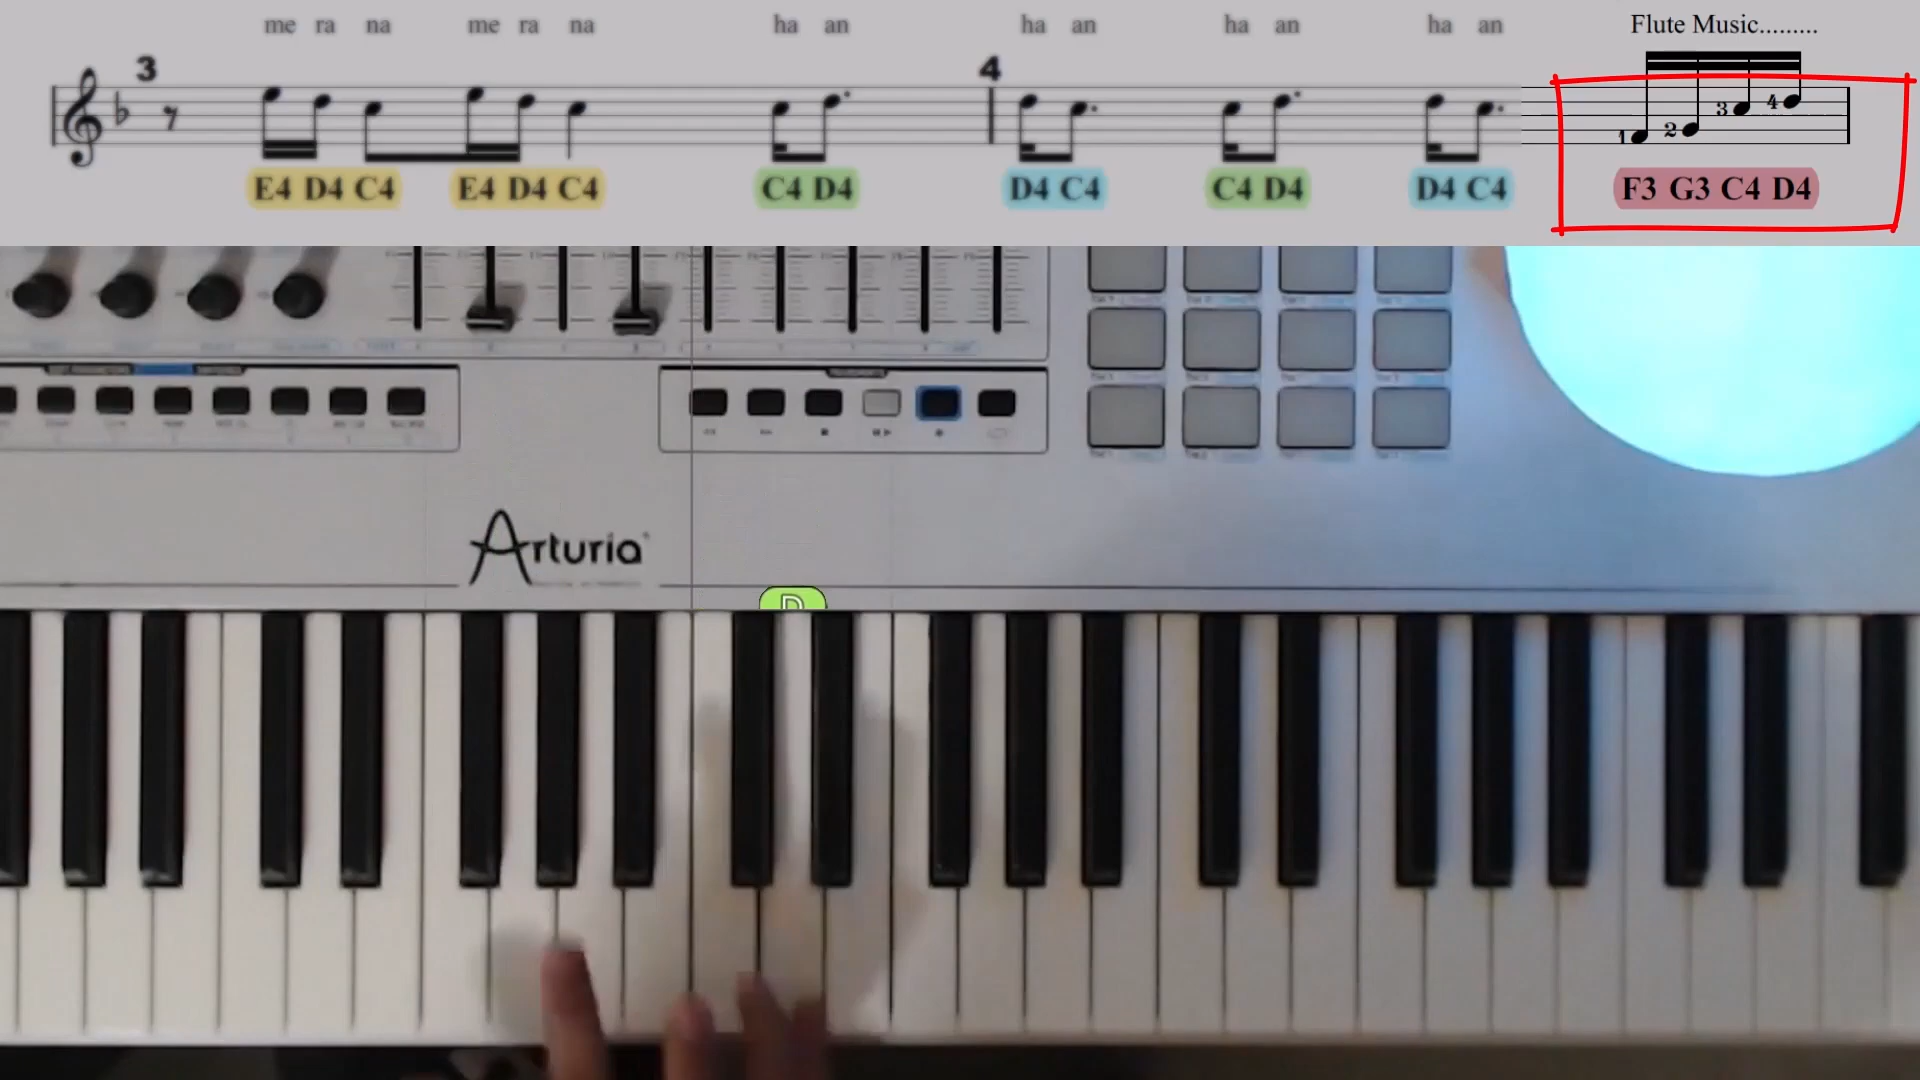 me ra na me ra na ha an ha an ha an ha an Flute Music.........
3 4
1 2 3 4
E4 D4 C4 E4 D4 C4 C4 D4 D4 C4 C4 D4 D4 C4 F3 G3 C4 D4
Arturia
D